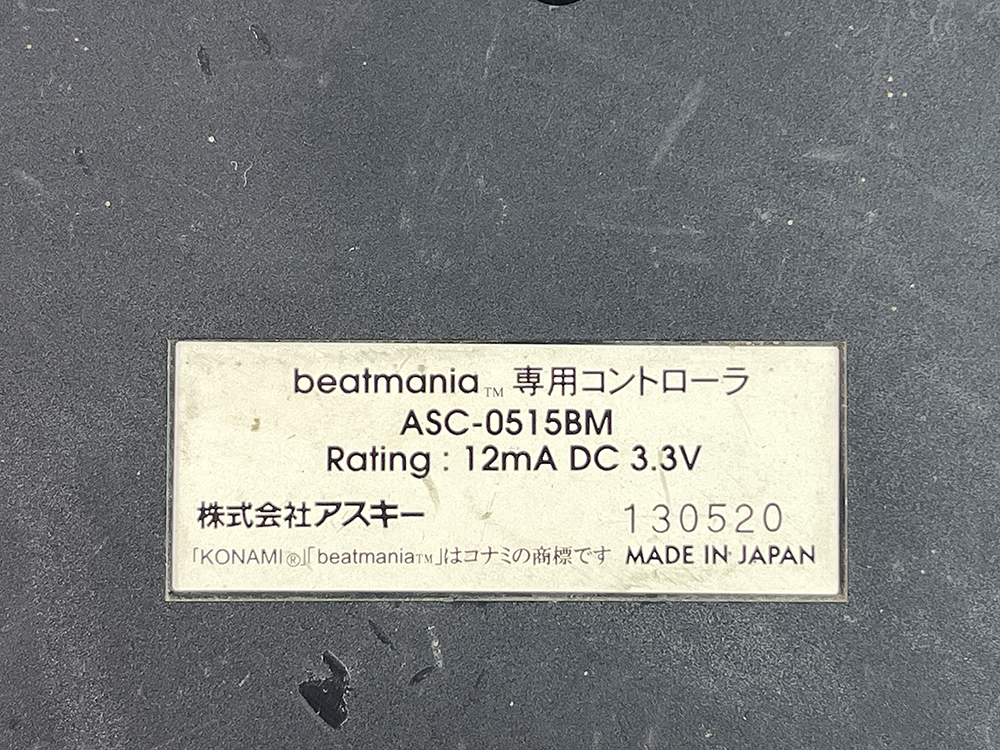 beatmania™ 専用コントローラ
ASC-0515BM
Rating : 12mA DC 3.3V
株式会社アスキー 130520
「KONAMI®」「beatmania™」はコナミの商標です MADE IN JAPAN